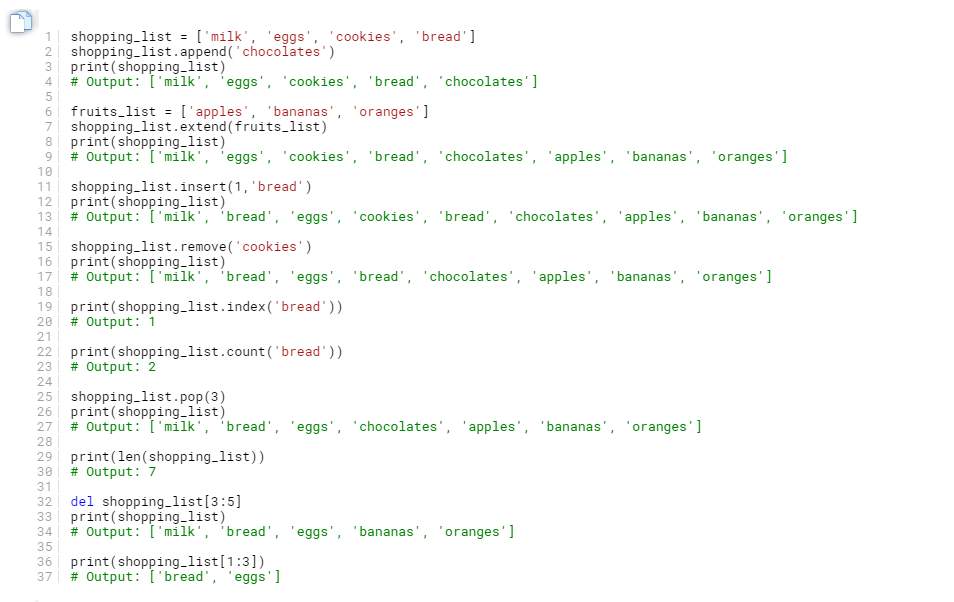 1 shopping_list = ['milk', 'eggs', 'cookies', 'bread']
2 shopping_list.append('chocolates')
3 print(shopping_list)
4 # Output: ['milk', 'eggs', 'cookies', 'bread', 'chocolates']
5
6 fruits_list = ['apples', 'bananas', 'oranges']
7 shopping_list.extend(fruits_list)
8 print(shopping_list)
9 # Output: ['milk', 'eggs', 'cookies', 'bread', 'chocolates', 'apples', 'bananas', 'oranges']
10
11 shopping_list.insert(1,'bread')
12 print(shopping_list)
13 # Output: ['milk', 'bread', 'eggs', 'cookies', 'bread', 'chocolates', 'apples', 'bananas', 'oranges']
14
15 shopping_list.remove('cookies')
16 print(shopping_list)
17 # Output: ['milk', 'bread', 'eggs', 'bread', 'chocolates', 'apples', 'bananas', 'oranges']
18
19 print(shopping_list.index('bread'))
20 # Output: 1
21
22 print(shopping_list.count('bread'))
23 # Output: 2
24
25 shopping_list.pop(3)
26 print(shopping_list)
27 # Output: ['milk', 'bread', 'eggs', 'chocolates', 'apples', 'bananas', 'oranges']
28
29 print(len(shopping_list))
30 # Output: 7
31
32 del shopping_list[3:5]
33 print(shopping_list)
34 # Output: ['milk', 'bread', 'eggs', 'bananas', 'oranges']
35
36 print(shopping_list[1:3])
37 # Output: ['bread', 'eggs']